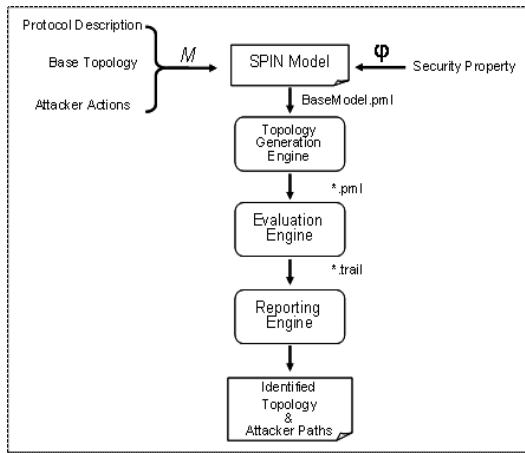 Protocol Description
Base Topology
Attacker Actions
M
SPIN Model
φ
Security Property
BaseModel.pml
Topology
Generation
Engine
*.pml
Evaluation
Engine
*.trail
Reporting
Engine
Identified
Topology
&
Attacker Paths